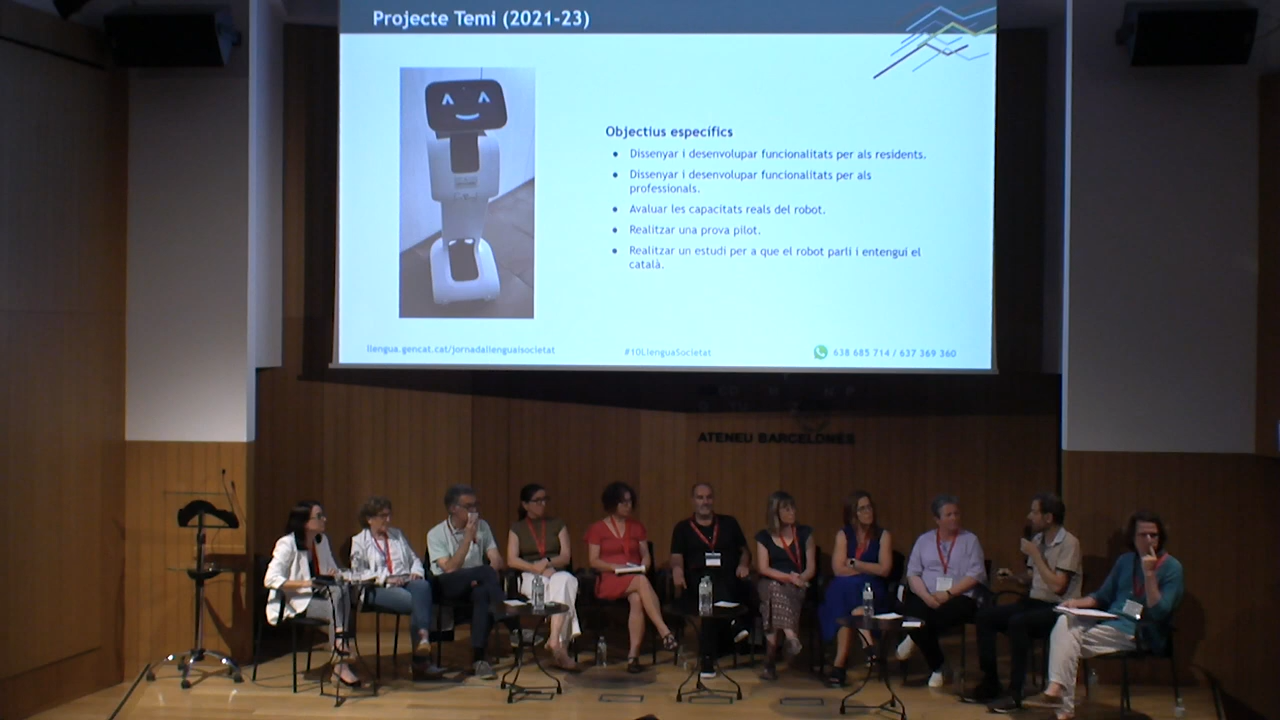 Projecte Temi (2021-23)
Objectius específics
• Dissenyar i desenvolupar funcionalitats per als residents.
• Dissenyar i desenvolupar funcionalitats per als
professionals.
• Avaluar les capacitats reals del robot.
• Realitzar una prova pilot.
• Realitzar un estudi per a que el robot parli i entengui el
català.
llengua.gencat.cat/jornadallenguaisocietat
#10LlenguaSocietat
638 685 714 / 637 369 360
ATENEU BARCELONÈS